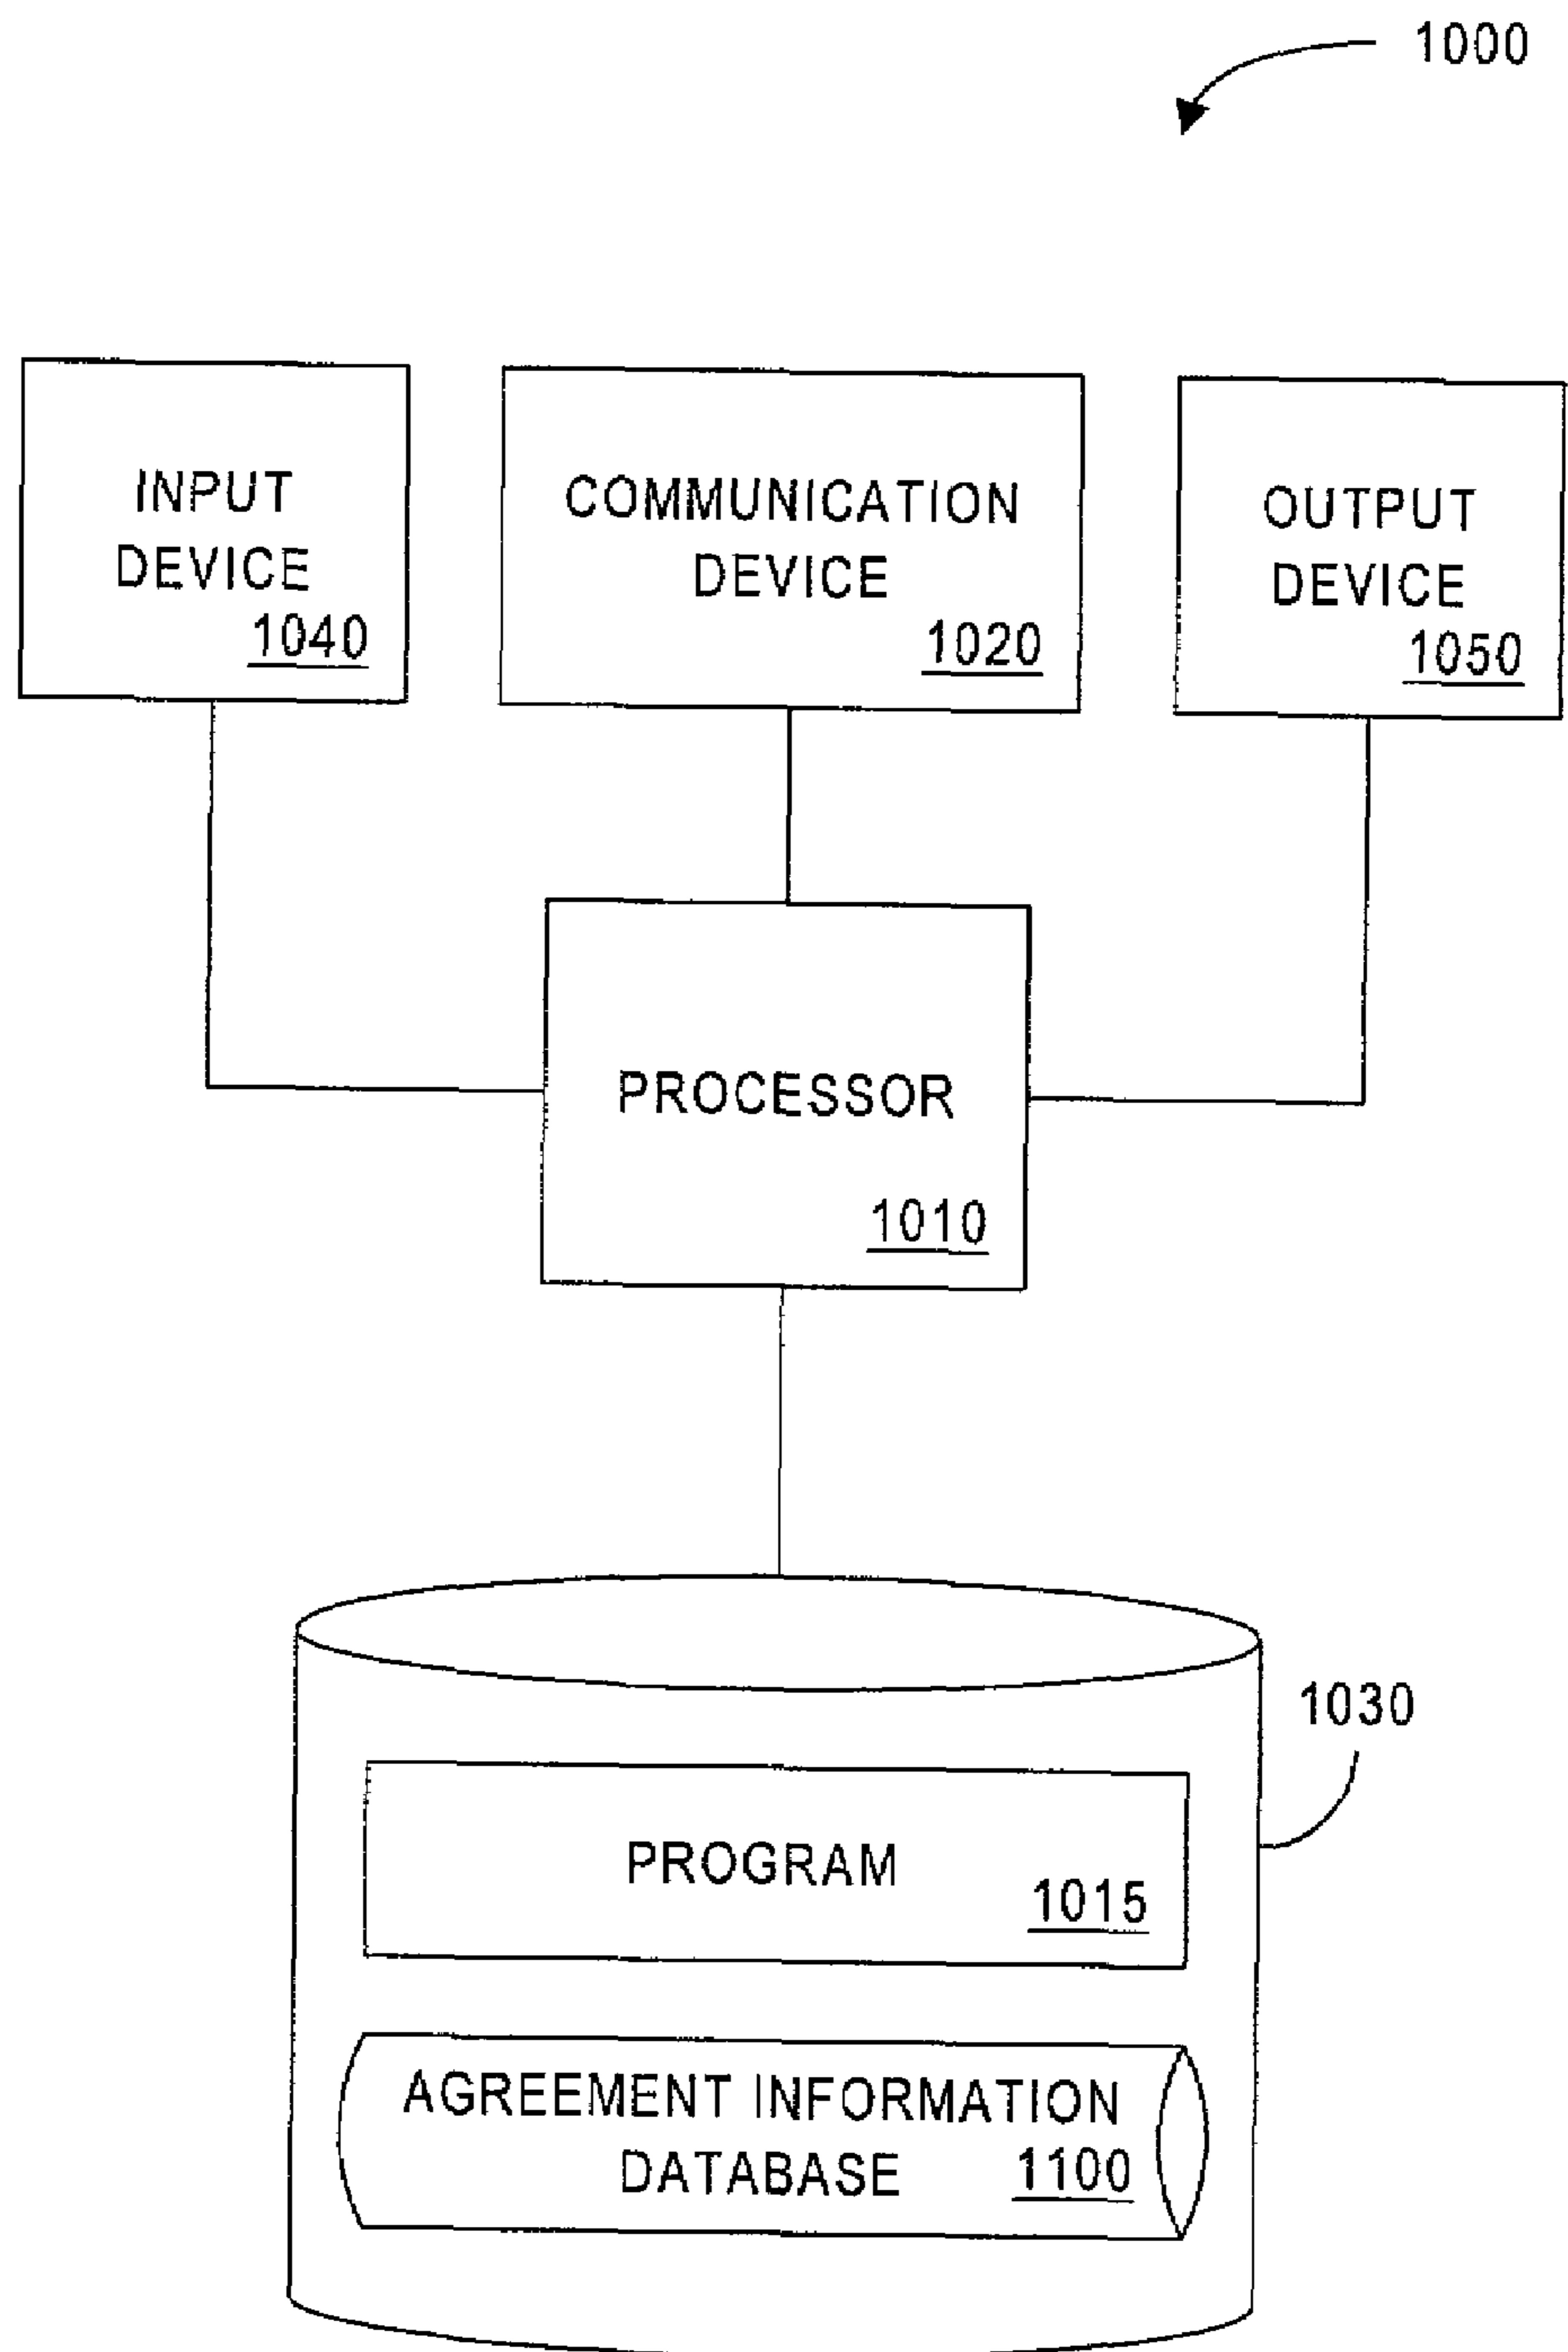 1000
INPUT
DEVICE
1040
COMMUNICATION
DEVICE
1020
OUTPUT
DEVICE
1050
PROCESSOR
1010
1030
PROGRAM
1015
AGREEMENT INFORMATION
DATABASE 1100